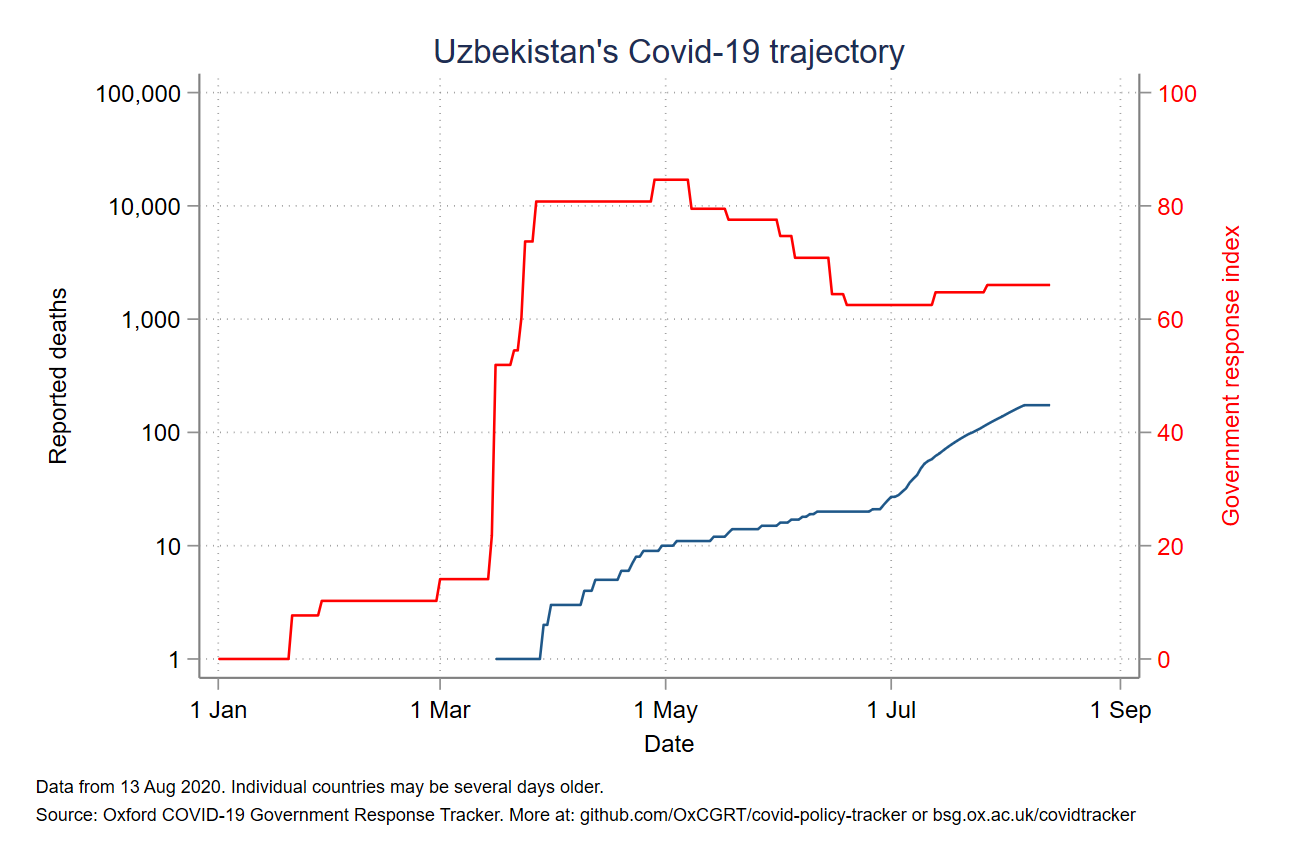 Uzbekistan's Covid-19 trajectory
100,000
10,000
1,000
100
10
1
Reported deaths
100
80
60
40
20
0
Government response index
1 Jan
1 Mar
1 May
1 Jul
1 Sep
Date
Data from 13 Aug 2020. Individual countries may be several days older.
Source: Oxford COVID-19 Government Response Tracker. More at: github.com/OxCGRT/covid-policy-tracker or bsg.ox.ac.uk/covidtracker